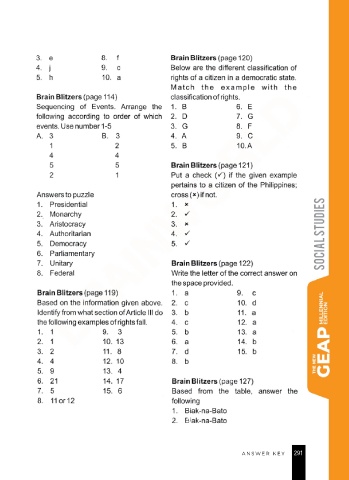 3. e 8. f
4. j 9. c
5. h 10. a
Brain Blitzers (page 114)
Sequencing of Events. Arrange the
following according to order of which
events. Use number 1-5
A. 3 B. 3
1 2
4 4
5 5
2 1
Answers to puzzle
1. Presidential
2. Monarchy
3. Aristocracy
4. Authoritarian
5. Democracy
6. Parliamentary
7. Unitary
8. Federal
Brain Blitzers (page 119)
Based on the information given above.
Identify from what section of Article III do
the following examples of rights fall.
1. 1 9. 3
2. 1 10. 13
3. 2 11. 8
4. 4 12. 10
5. 9 13. 4
6. 21 14. 17
7. 5 15. 6
8. 11 or 12
Brain Blitzers (page 120)
Below are the different classification of
rights of a citizen in a democratic state.
Match the example with the
classification of rights.
1. B 6. E
2. D 7. G
3. G 8. F
4. A 9. C
5. B 10. A
Brain Blitzers (page 121)
Put a check (✓) if the given example
pertains to a citizen of the Philippines;
cross (×) if not.
1. ×
2. ✓
3. ×
4. ✓
5. ✓
Brain Blitzers (page 122)
Write the letter of the correct answer on
the space provided.
1. a 9. c
2. c 10. d
3. b 11. a
4. c 12. a
5. b 13. a
6. a 14. b
7. d 15. b
8. b
Brain Blitzers (page 127)
Based from the table, answer the
following
1. Biak-na-Bato
2. Biak-na-Bato
SOCIAL STUDIES
THE NEW
GEAP MILLENNIAL
EDITION
ANSWER KEY 291